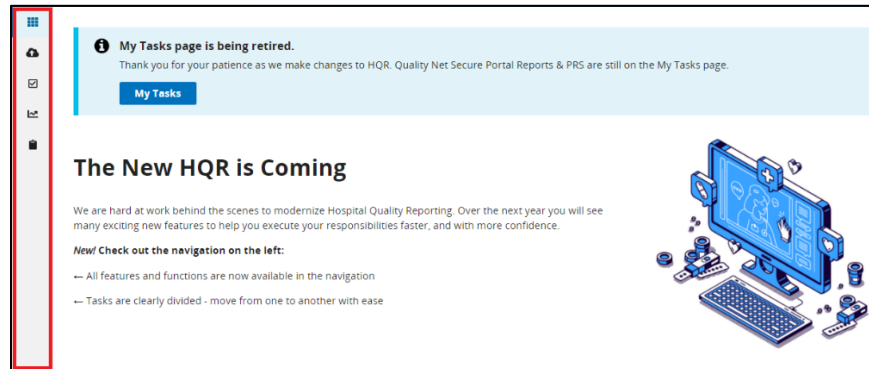 My Tasks page is being retired.
Thank you for your patience as we make changes to HQR. Quality Net Secure Portal Reports & PRS are still on the My Tasks page.
My Tasks
The New HQR is Coming
We are hard at work behind the scenes to modernize Hospital Quality Reporting. Over the next year you will see
many exciting new features to help you execute your responsibilities faster, and with more confidence.
New! Check out the navigation on the left:
← All features and functions are now available in the navigation
← Tasks are clearly divided - move from one to another with ease